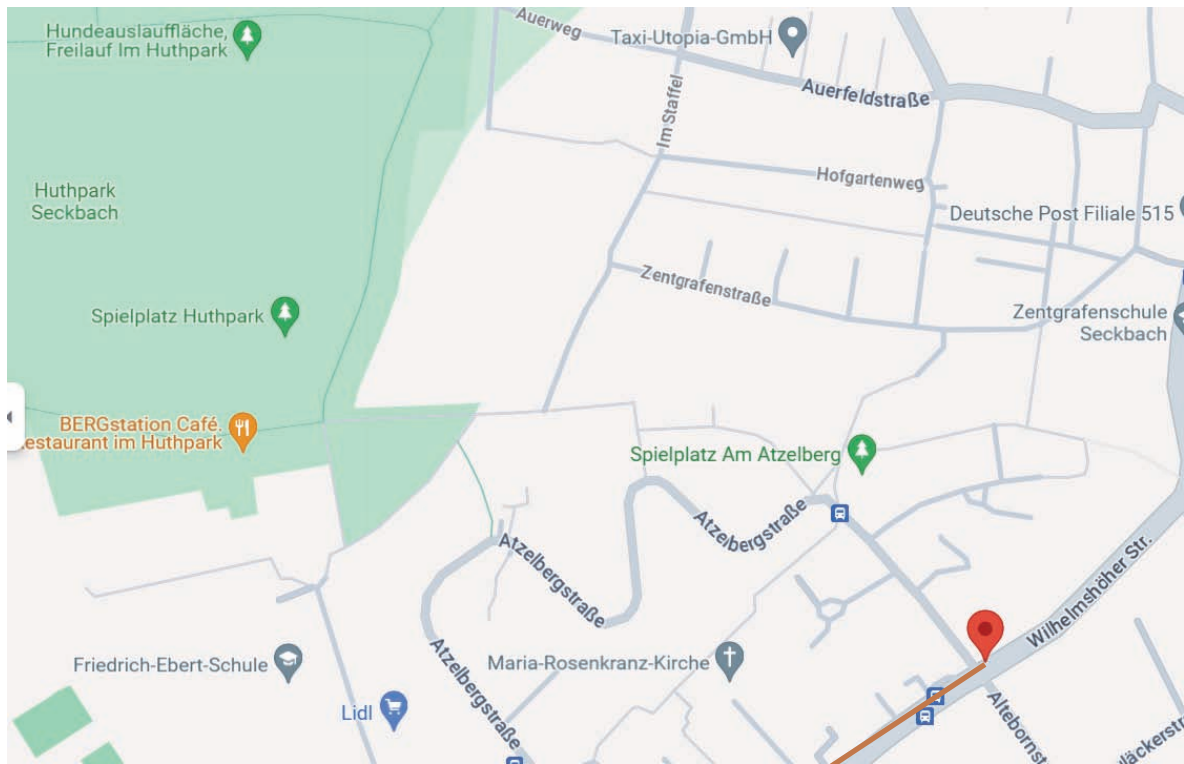 Hundeauslauffläche,
Freilauf Im Huthpark
Auerweg
Taxi-Utopia-GmbH
Auerfeldstraße
Im Staffel
Hofgartenweg
Huthpark
Seckbach
Deutsche Post Filiale 515
Zentgrafenstraße
Spielplatz Huthpark
Zentgrafenschule
Seckbach
BERGstation Café,
estaurant im Huthpark
Spielplatz Am Atzelberg
Atzelbergstraße
Atzelbergstraße
Wilhelmshöher Str.
Atzelbergstraße
Friedrich-Ebert-Schule
Maria-Rosenkranz-Kirche
Lidl
Altebornst